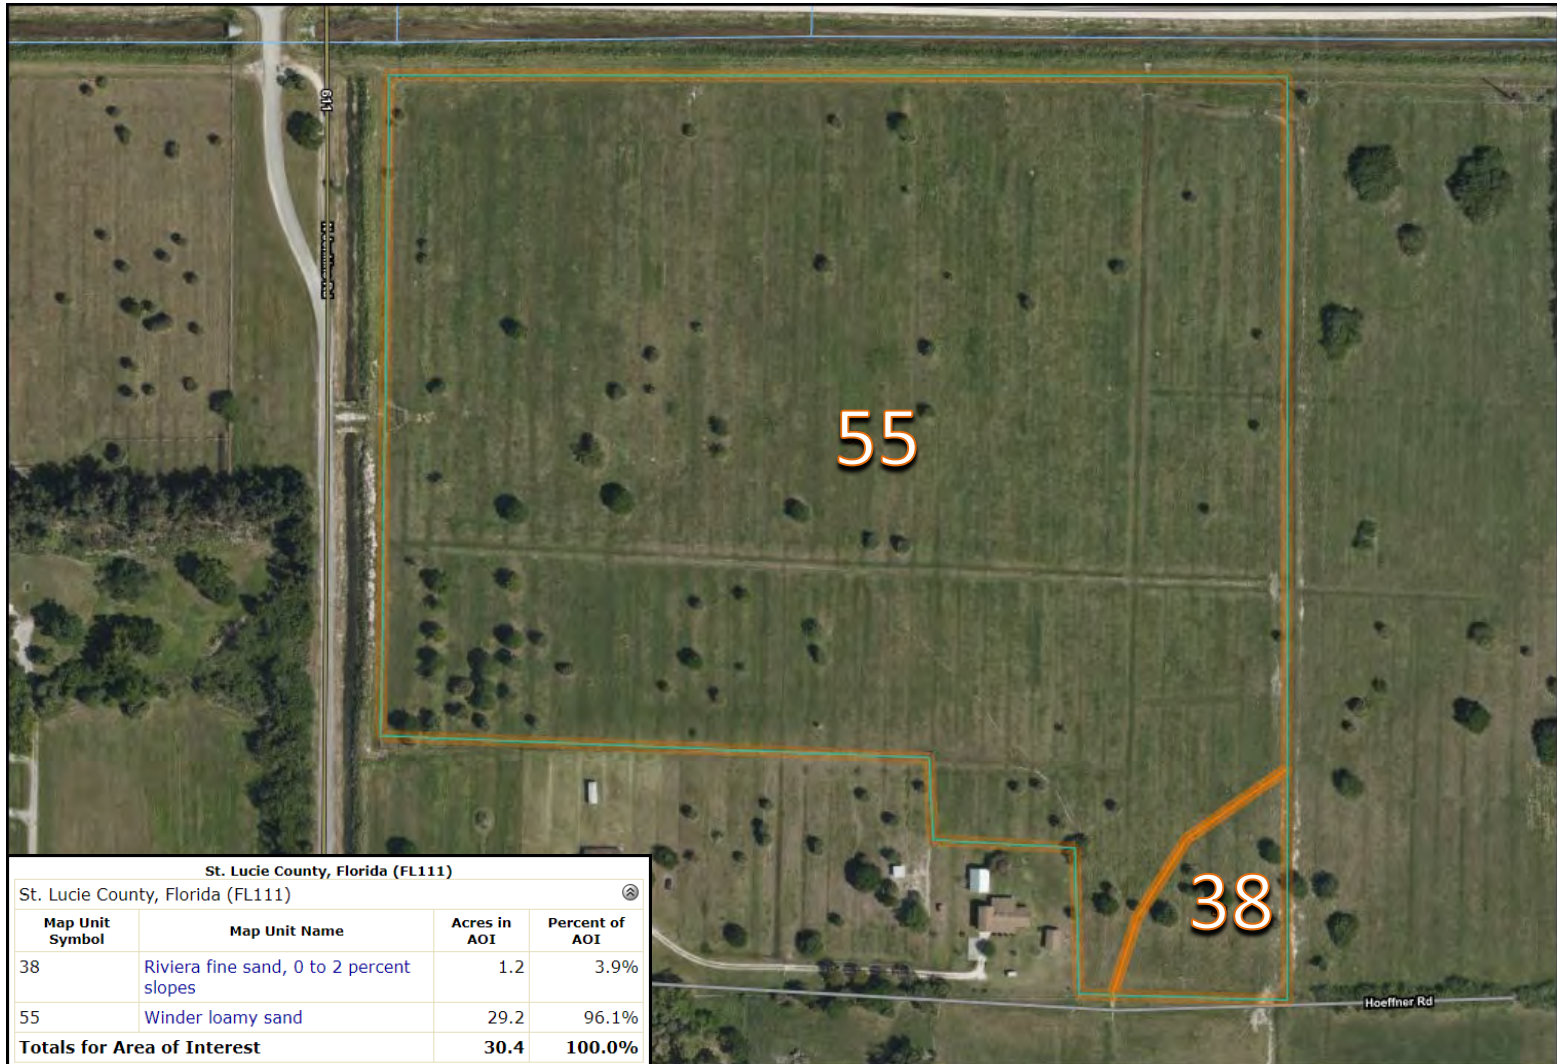 611
55
38
Hoeffner Rd
St. Lucie County, Florida (FL111)
St. Lucie County, Florida (FL111)
Map Unit Symbol Map Unit Name Acres in AOI Percent of AOI
38 Riviera fine sand, 0 to 2 percent slopes 1.2 3.9%
55 Winder loamy sand 29.2 96.1%
Totals for Area of Interest 30.4 100.0%